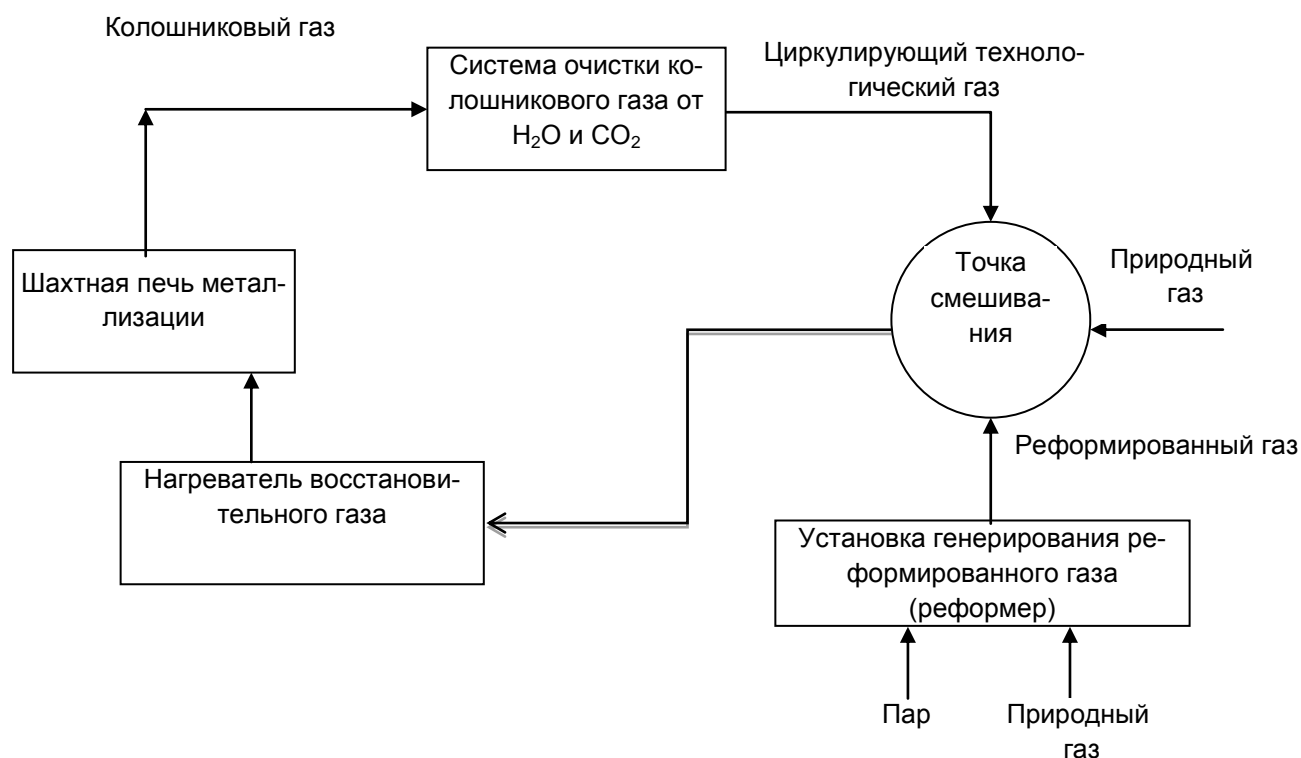 Колошниковый газ
Система очистки ко-
лошникового газа от
H₂O и CO₂
Циркулирующий техноло-
гический газ
Шахтная печь метал-
лизации
Точка
смешива-
ния
Природный
газ
Реформированный газ
Нагреватель восстанови-
тельного газа
Установка генерирования ре-
формированного газа
(реформер)
Пар
Природный
газ